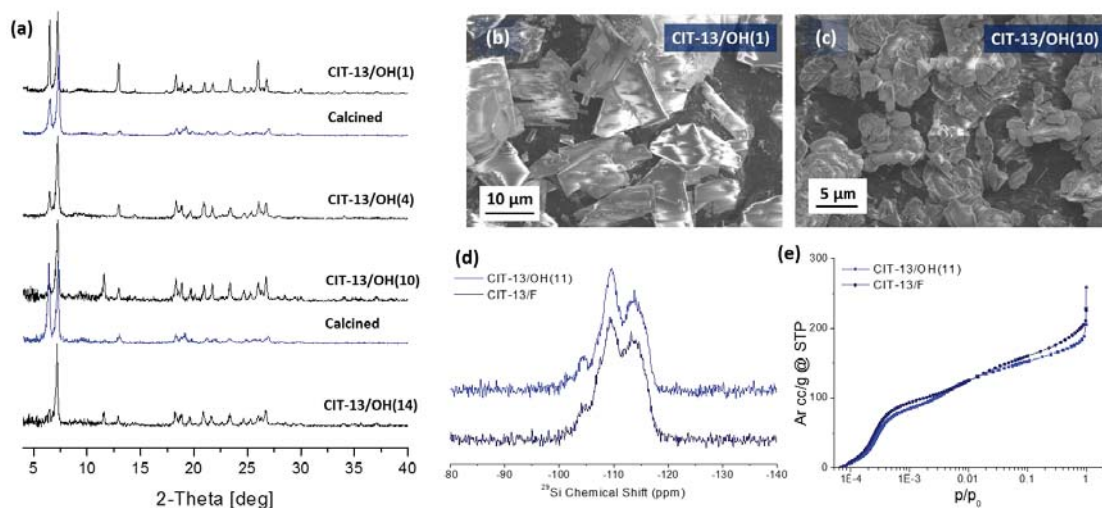 (a)
CIT-13/OH(1)
Calcined
CIT-13/OH(4)
CIT-13/OH(10)
Calcined
CIT-13/OH(14)
5 10 15 20 25 30 35 40
2-Theta [deg]
(b)
CIT-13/OH(1)
10 µm
(c)
CIT-13/OH(10)
5 µm
(d)
CIT-13/OH(11)
CIT-13/F
-80 -90 -100 -110 -120 -130 -140
29Si Chemical Shift (ppm)
(e)
CIT-13/OH(11)
CIT-13/F
300
200
100
0
Ar cc/g @ STP
1E-4 1E-3 0.01 0.1 1
p/p0